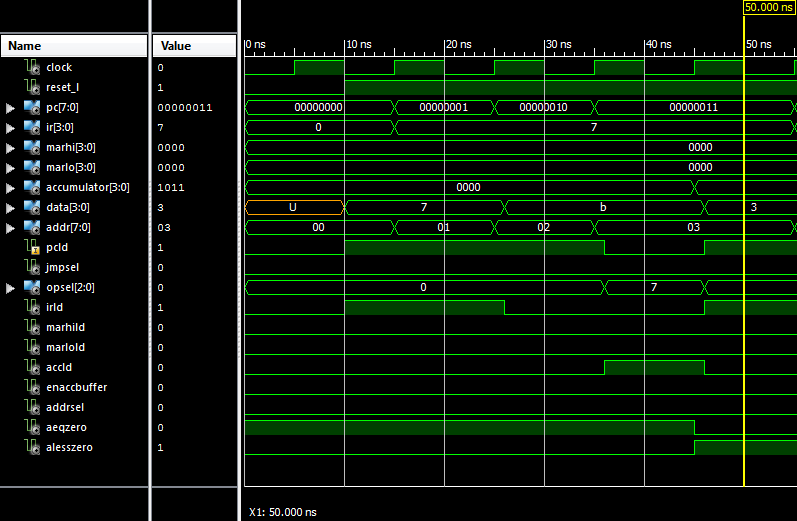 50.000 ns
Name Value 0 ns 10 ns 20 ns 30 ns 40 ns 50 ns
clock 0
reset_l 1
pc[7:0] 00000011 00000000 00000001 00000010 00000011
ir[3:0] 7 0 7
marhi[3:0] 0000 0000
marlo[3:0] 0000 0000
accumulator[3:0] 1011 0000
data[3:0] 3 U 7 b 3
addr[7:0] 03 00 01 02 03
pcld 1
jmpsel 0
opsel[2:0] 0 0 7
irld 1
marhild 0
marlold 0
accld 0
enaccbuffer 0
addrsel 0
aeqzero 0
alesszero 1
X1: 50.000 ns